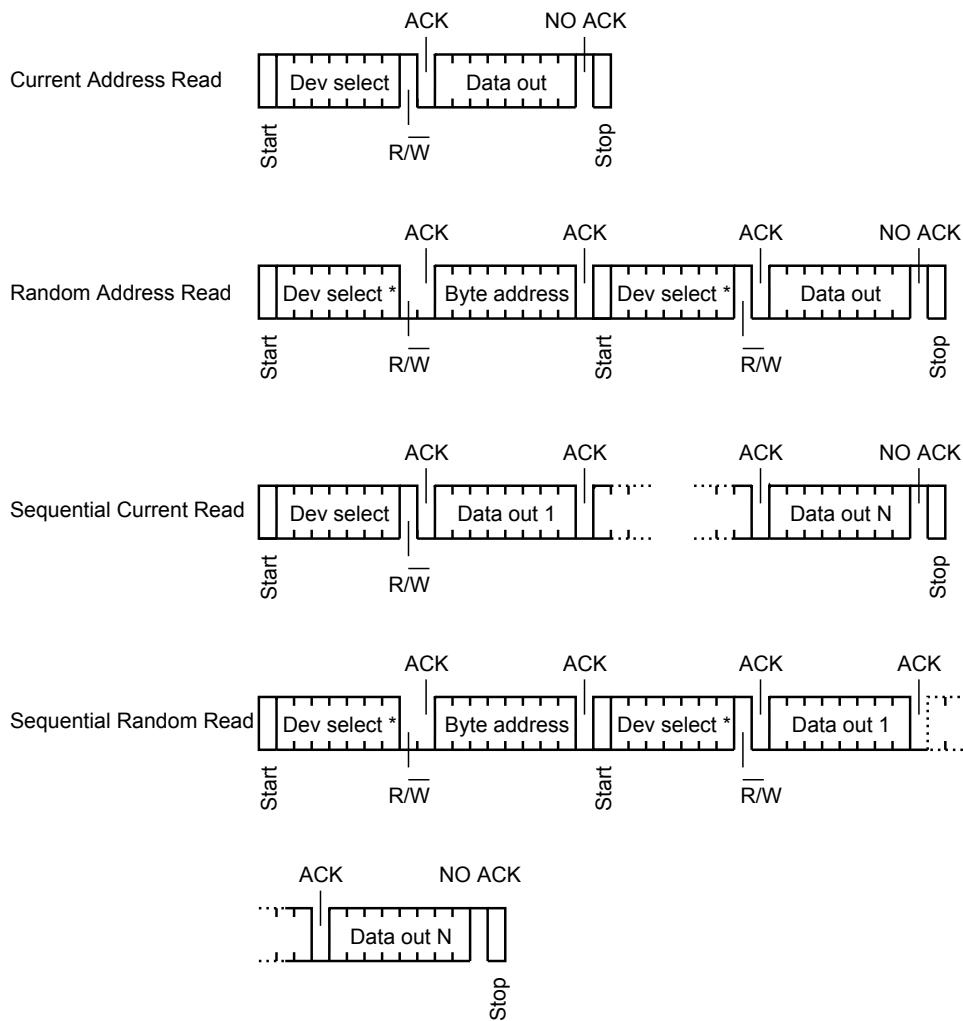 ACK NO ACK
Current Address Read Dev select Data out
Start R/W̅ Stop
ACK ACK ACK NO ACK
Random Address Read Dev select * Byte address Dev select * Data out
Start R/W̅ Start R̅/W Stop
ACK ACK ACK NO ACK
Sequential Current Read Dev select Data out 1 Data out N
Start R/W̅ Stop
ACK ACK ACK ACK
Sequential Random Read Dev select * Byte address Dev select * Data out 1
Start R/W̅ Start R̅/W
ACK NO ACK
Data out N
Stop